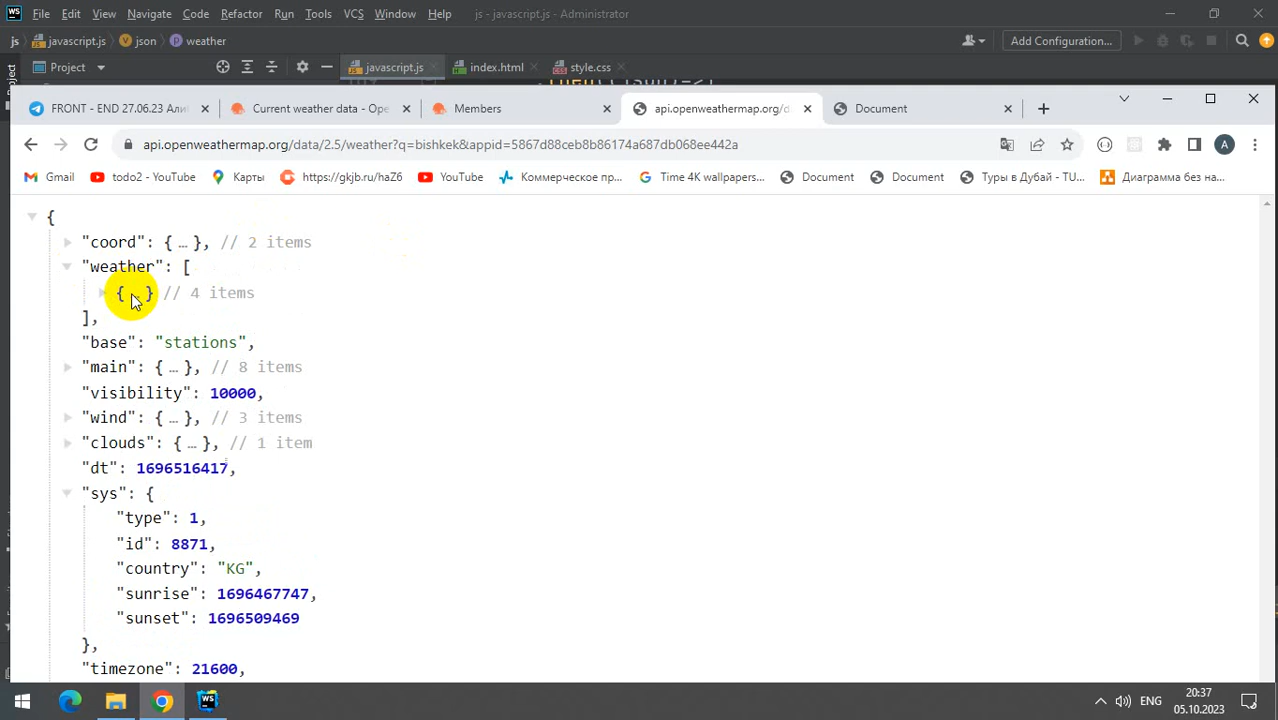 WS File Edit View Navigate Code Refactor Run Tools VCS Window Help js - javascript.js - Administrator
js javascript.js json weather Add Configuration...
Project javascript.js index.html style.css
FRONT - END 27.06.23 Али Current weather data - Ope Members api.openweathermap.org/d Document
api.openweathermap.org/data/2.5/weather?q=bishkek&appid=5867d88ceb8b86174a687db068ee442a A
Gmail todo2 - YouTube Карты https://gkjb.ru/haZ6 YouTube Коммерческое пр... Time 4K wallpapers... Document Document Туры в Дубай - TU... Диаграмма без на...
{
"coord": { … }, // 2 items
"weather": [
{ … } // 4 items
],
"base": "stations",
"main": { … }, // 8 items
"visibility": 10000,
"wind": { … }, // 3 items
"clouds": { … }, // 1 item
"dt": 1696516417,
"sys": {
"type": 1,
"id": 8871,
"country": "KG",
"sunrise": 1696467747,
"sunset": 1696509469
},
"timezone": 21600,
WS ENG 20:37
05.10.2023